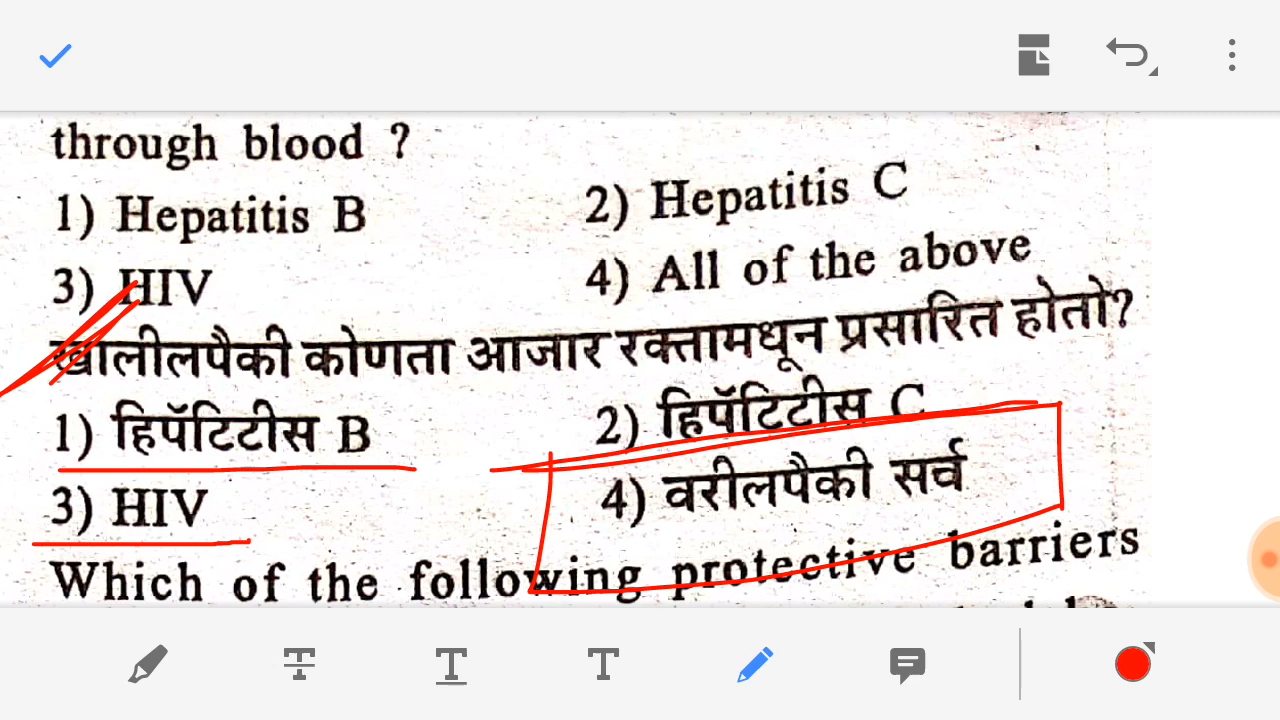 through blood ?
1) Hepatitis B 2) Hepatitis C
3) HIV 4) All of the above
खालीलपैकी कोणता आजार रक्तामधून प्रसारित होतो?
1) हिपॅटिटीस B 2) हिपॅटिटीस C
3) HIV 4) वरीलपैकी सर्व
Which of the following protective barriers